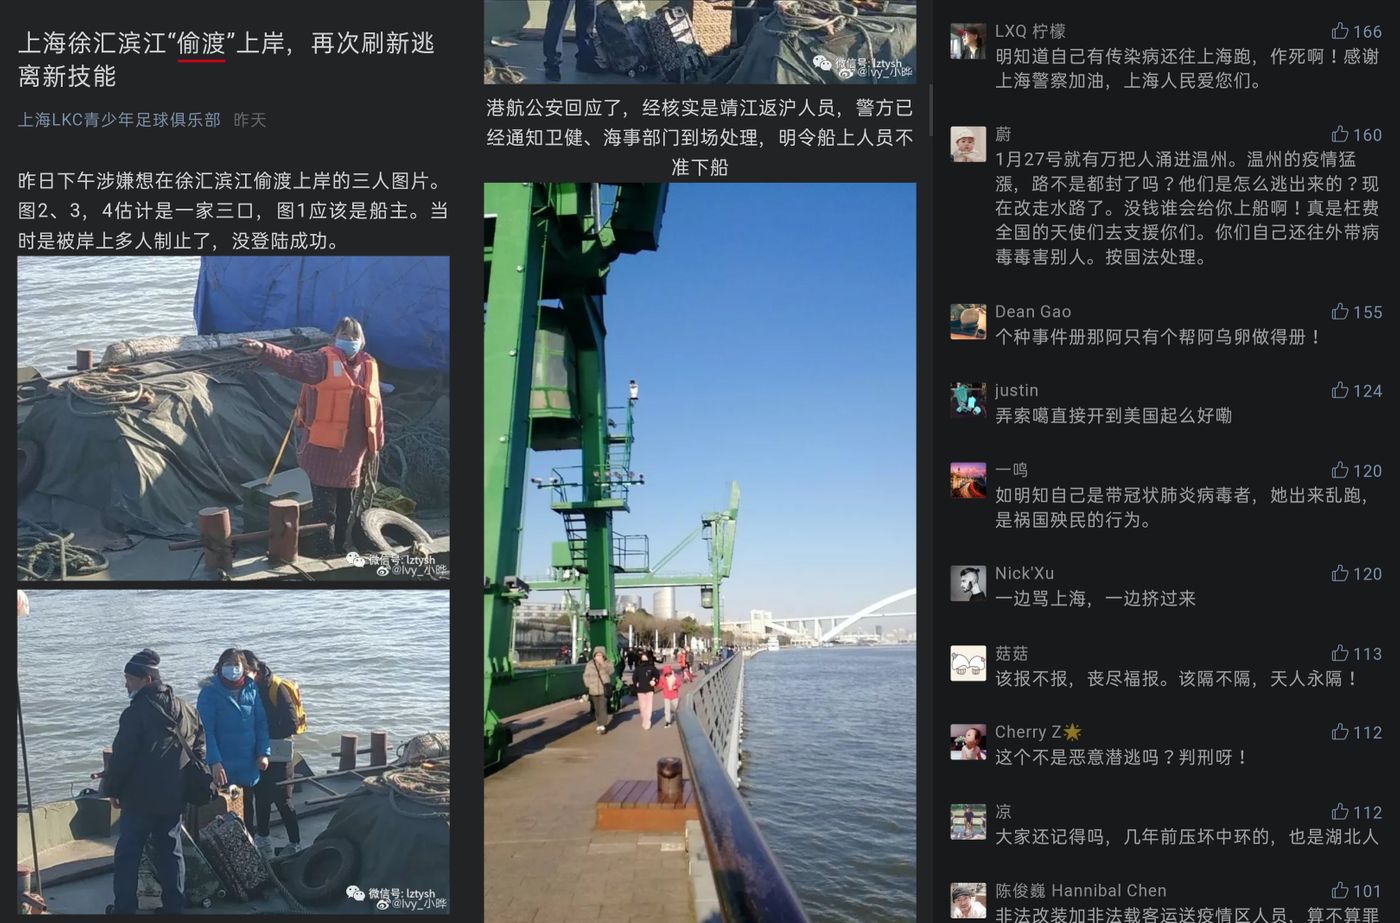 上海徐汇滨江“偷渡”上岸，再次刷新逃
离新技能
上海LKC青少年足球俱乐部 昨天
昨日下午涉嫌想在徐汇滨江偷渡上岸的三人图片。
图2、3，4估计是一家三口，图1应该是船主。当
时是被岸上多人制止了，没登陆成功。
微信号: lztysh
@Ivy_小晔
微信号: lztysh
@Ivy_小晔
微信号: lztysh
@Ivy_小晔
港航公安回应了，经核实是靖江返沪人员，警方已
经通知卫健、海事部门到场处理，明令船上人员不
准下船
LXQ 柠檬 166
明知道自己有传染病还往上海跑，作死啊！感谢
上海警察加油，上海人民爱您们。
蔚 160
1月27号就有万把人涌进温州。温州的疫情猛
涨，路不是都封了吗？他们是怎么逃出来的？现
在改走水路了。没钱谁会给你上船啊！真是枉费
全国的天使们去支援你们。你们自己还往外带病
毒毒害别人。按国法处理。
Dean Gao 155
个种事件册那阿只有个帮阿乌卵做得册！
justin 124
弄索噶直接开到美国起么好嘞
一鸣 120
如明知自己是带冠状肺炎病毒者，她出来乱跑，
是祸国殃民的行为。
Nick'Xu 120
一边骂上海，一边挤过来
菇菇 113
该报不报，丧尽福报。该隔不隔，天人永隔！
Cherry Z🌟 112
这个不是恶意潜逃吗？判刑呀！
凉 112
大家还记得吗，几年前压坏中环的，也是湖北人
陈俊巍 Hannibal Chen 101
非法改装加非法载客运送疫情区人员，算不算罪